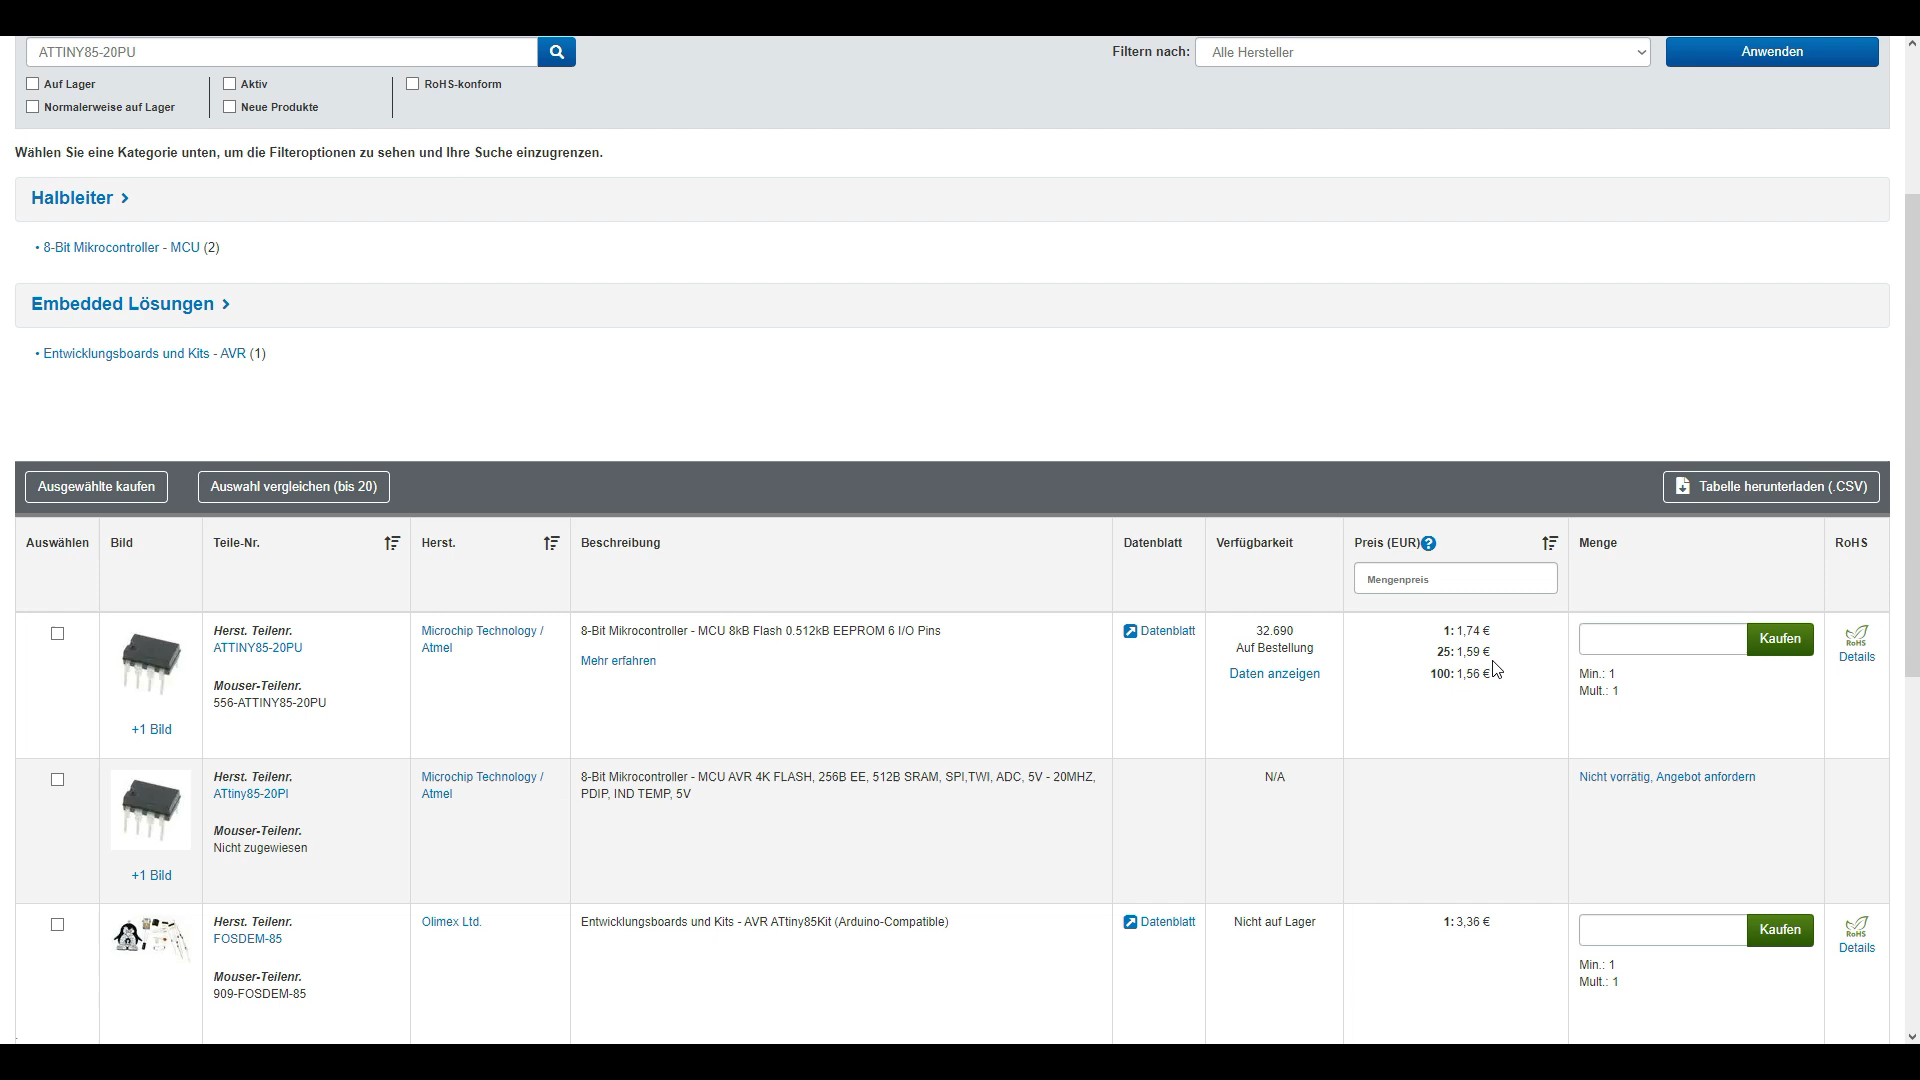 ATTINY85-20PU
Filtern nach:
Alle Hersteller
Anwenden
Auf Lager
Aktiv
RoHS-konform
Normalerweise auf Lager
Neue Produkte
Wählen Sie eine Kategorie unten, um die Filteroptionen zu sehen und Ihre Suche einzugrenzen.
Halbleiter >
• 8-Bit Mikrocontroller - MCU (2)
Embedded Lösungen >
• Entwicklungsboards und Kits - AVR (1)
Ausgewählte kaufen
Auswahl vergleichen (bis 20)
Tabelle herunterladen (.CSV)
Auswählen
Bild
Teile-Nr.
Herst.
Beschreibung
Datenblatt
Verfügbarkeit
Preis (EUR)?
Menge
RoHS
Mengenpreis
+1 Bild
Herst. Teilenr.
ATTINY85-20PU
Mouser-Teilenr.
556-ATTINY85-20PU
Microchip Technology /
Atmel
8-Bit Mikrocontroller - MCU 8kB Flash 0.512kB EEPROM 6 I/O Pins
Mehr erfahren
Datenblatt
32.690
Auf Bestellung
Daten anzeigen
1: 1,74 €
25: 1,59 €
100: 1,56 €
Kaufen
Min.: 1
Mult.: 1
RoHS
Details
+1 Bild
Herst. Teilenr.
ATtiny85-20PI
Mouser-Teilenr.
Nicht zugewiesen
Microchip Technology /
Atmel
8-Bit Mikrocontroller - MCU AVR 4K FLASH, 256B EE, 512B SRAM, SPI,TWI, ADC, 5V - 20MHZ,
PDIP, IND TEMP, 5V
N/A
Nicht vorrätig, Angebot anfordern
Herst. Teilenr.
FOSDEM-85
Mouser-Teilenr.
909-FOSDEM-85
Olimex Ltd.
Entwicklungsboards und Kits - AVR ATtiny85Kit (Arduino-Compatible)
Datenblatt
Nicht auf Lager
1: 3,36 €
Kaufen
Min.: 1
Mult.: 1
RoHS
Details